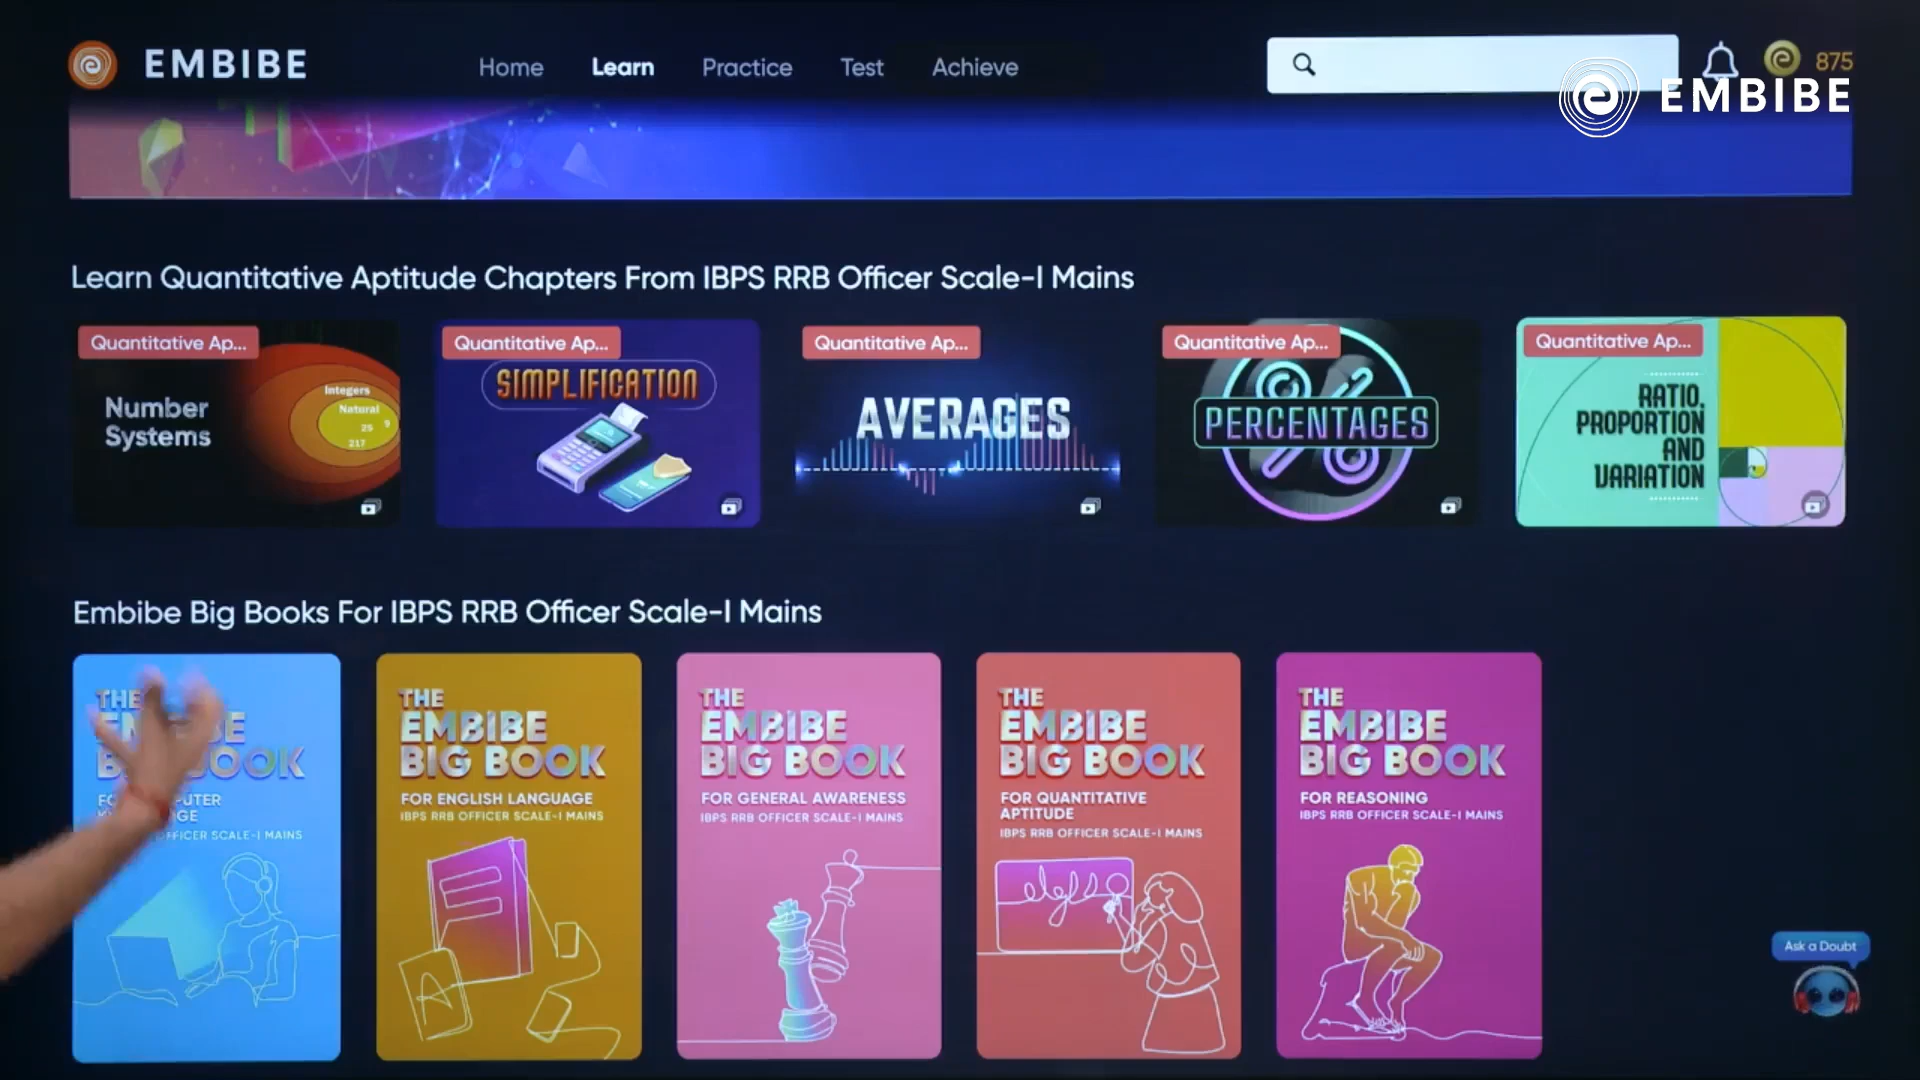 EMBIBE
Home Learn Practice Test Achieve
875
EMBIBE
Learn Quantitative Aptitude Chapters From IBPS RRB Officer Scale-I Mains
Quantitative Ap...
Number
Systems
Integers
Natural
25 9
217
Quantitative Ap...
SIMPLIFICATION
Quantitative Ap...
AVERAGES
Quantitative Ap...
PERCENTAGES
Quantitative Ap...
RATIO,
PROPORTION
AND
VARIATION
Embibe Big Books For IBPS RRB Officer Scale-I Mains
THE
BOOK
MAINS
THE
EMBIBE
BIG BOOK
FOR ENGLISH LANGUAGE
IBPS RRB OFFICER SCALE-I MAINS
A
THE
EMBIBE
BIG BOOK
FOR GENERAL AWARENESS
IBPS RRB OFFICER SCALE-I MAINS
THE
EMBIBE
BIG BOOK
FOR QUANTITATIVE
APTITUDE
IBPS RRB OFFICER SCALE-I MAINS
THE
EMBIBE
BIG BOOK
FOR REASONING
IBPS RRB OFFICER SCALE-I MAINS
Ask a Doubt